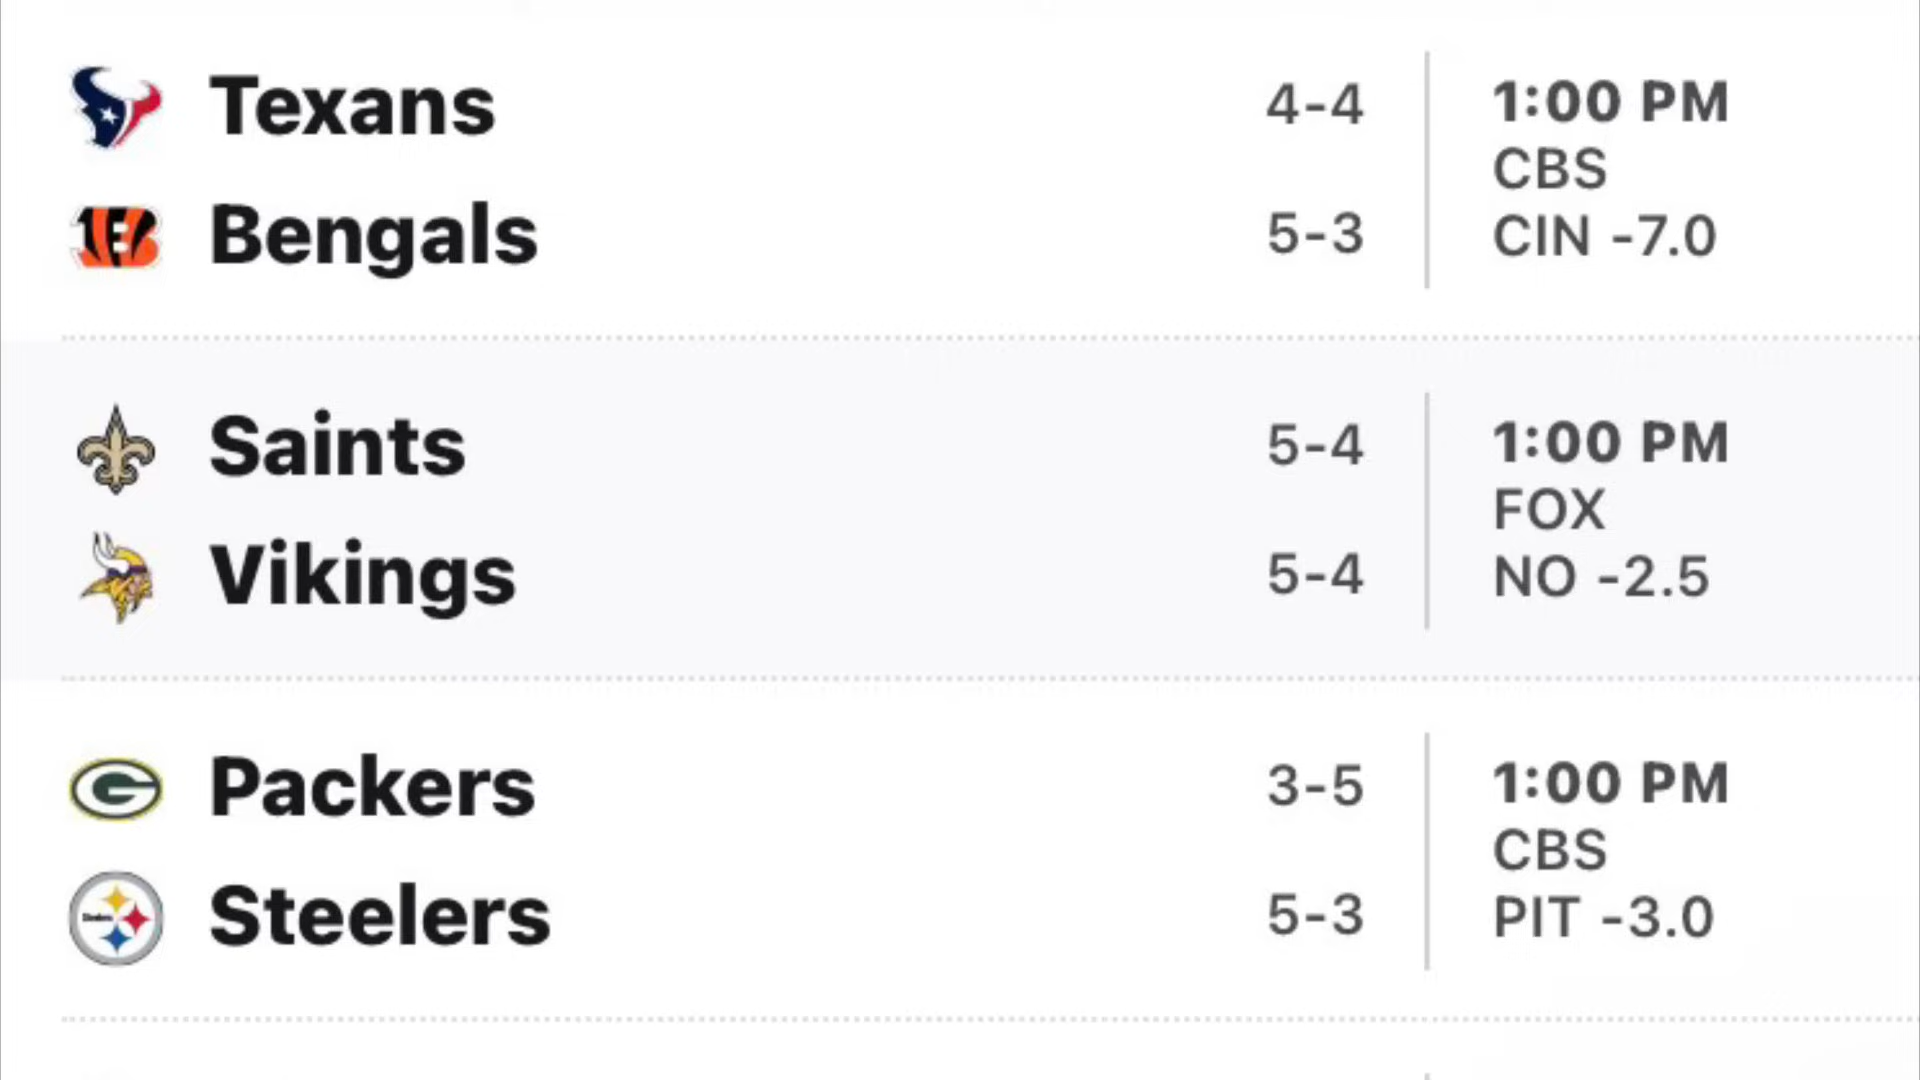 Texans 4-4 1:00 PM
CBS
Bengals 5-3 CIN -7.0
Saints 5-4 1:00 PM
FOX
Vikings 5-4 NO -2.5
Packers 3-5 1:00 PM
CBS
Steelers 5-3 PIT -3.0